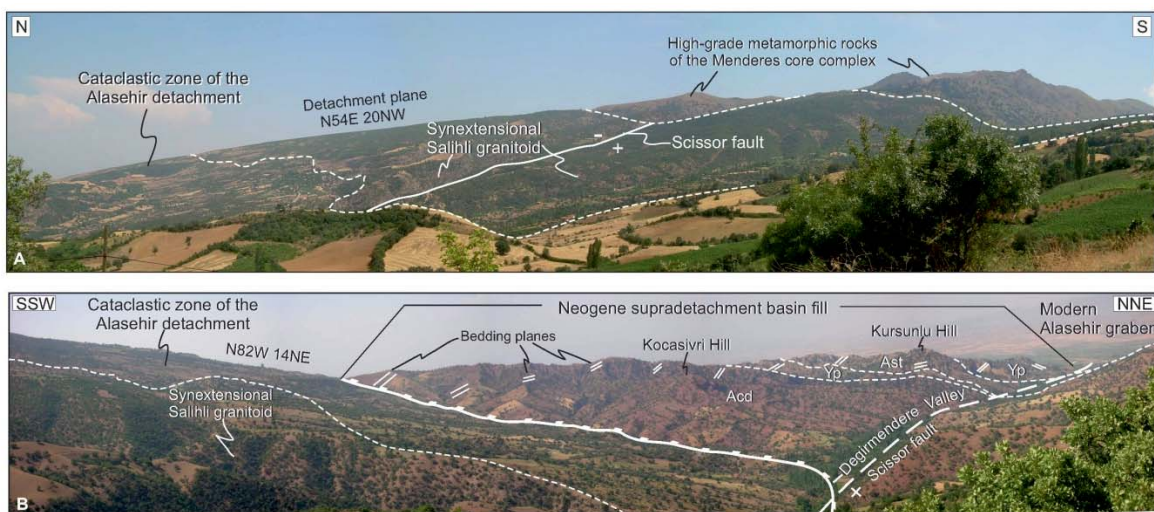 N
S
High-grade metamorphic rocks
of the Menderes core complex
Cataclastic zone of the
Alasehir detachment
Detachment plane
N54E 20NW
Synextensional
Salihli granitoid
-
+
Scissor fault
A
SSW
NNE
Cataclastic zone of the
Alasehir detachment
Neogene supradetachment basin fill
Modern
Alasehir graben
N82W 14NE
Bedding planes
Kocasivri Hill
Kursunlu Hill
Yp
Ast
Yp
Acd
Synextensional
Salihli granitoid
Degirmendere Valley
Scissor fault
-
+
B